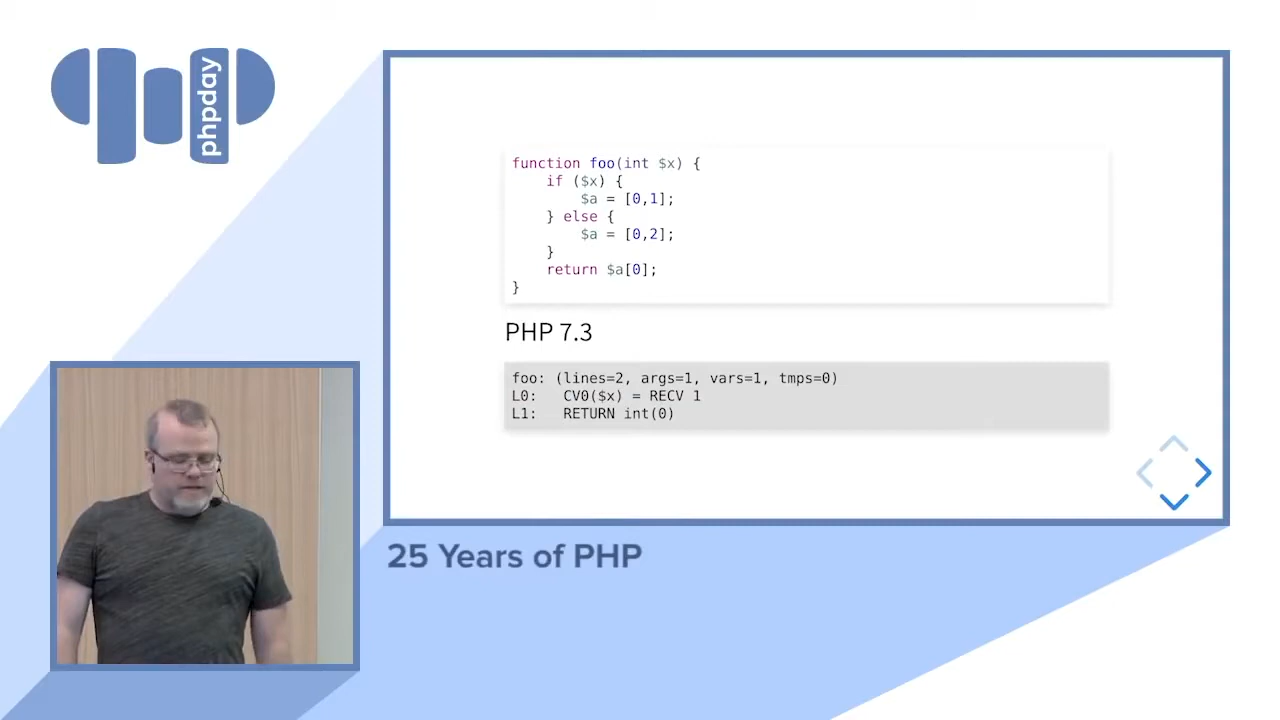 phpday
function foo(int $x) {
    if ($x) {
        $a = [0,1];
    } else {
        $a = [0,2];
    }
    return $a[0];
}
PHP 7.3
foo: (lines=2, args=1, vars=1, tmps=0)
L0:   CV0($x) = RECV 1
L1:   RETURN int(0)
25 Years of PHP